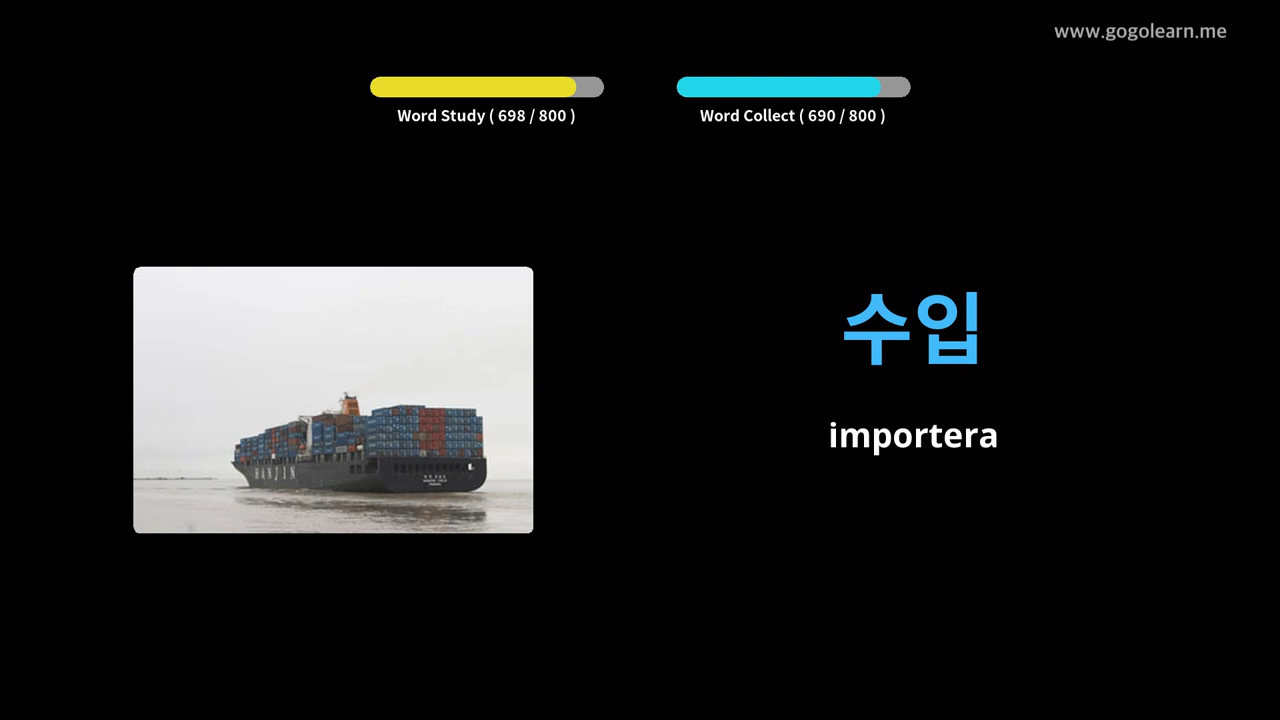 www.gogolearn.me
Word Study ( 698 / 800 )
Word Collect ( 690 / 800 )
수입
importera
HANJIN